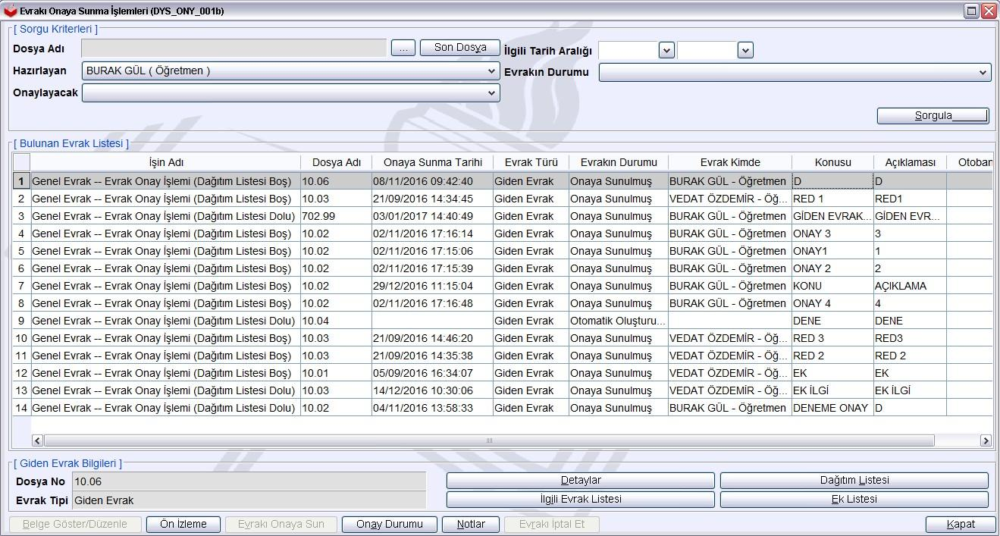 Evrakı Onaya Sunma İşlemleri (DYS_ONY_001b)
[ Sorgu Kriterleri ]
Dosya Adı ... Son Dosya İlgili Tarih Aralığı
Hazırlayan BURAK GÜL ( Öğretmen ) Evrakın Durumu
Onaylayacak
Sorgula
[ Bulunan Evrak Listesi ]
İşin Adı Dosya Adı Onaya Sunma Tarihi Evrak Türü Evrakın Durumu Evrak Kimde Konusu Açıklaması Otoban
1 Genel Evrak -- Evrak Onay İşlemi (Dağıtım Listesi Boş) 10.06 08/11/2016 09:42:40 Giden Evrak Onaya Sunulmuş BURAK GÜL - Öğretmen D D
2 Genel Evrak -- Evrak Onay İşlemi (Dağıtım Listesi Boş) 10.03 21/09/2016 14:34:45 Giden Evrak Onaya Sunulmuş VEDAT ÖZDEMİR - Öğ... RED 1 RED1
3 Genel Evrak -- Evrak Onay İşlemi (Dağıtım Listesi Dolu) 702.99 03/01/2017 14:40:49 Giden Evrak Onaya Sunulmuş BURAK GÜL - Öğretmen GİDEN EVRAK... GİDEN EVR...
4 Genel Evrak -- Evrak Onay İşlemi (Dağıtım Listesi Boş) 10.02 02/11/2016 17:16:14 Giden Evrak Onaya Sunulmuş BURAK GÜL - Öğretmen ONAY 3 3
5 Genel Evrak -- Evrak Onay İşlemi (Dağıtım Listesi Boş) 10.02 02/11/2016 17:15:06 Giden Evrak Onaya Sunulmuş BURAK GÜL - Öğretmen ONAY1 1
6 Genel Evrak -- Evrak Onay İşlemi (Dağıtım Listesi Boş) 10.02 02/11/2016 17:15:39 Giden Evrak Onaya Sunulmuş BURAK GÜL - Öğretmen ONAY 2 2
7 Genel Evrak -- Evrak Onay İşlemi (Dağıtım Listesi Boş) 10.02 29/12/2016 11:15:04 Giden Evrak Onaya Sunulmuş BURAK GÜL - Öğretmen KONU AÇIKLAMA
8 Genel Evrak -- Evrak Onay İşlemi (Dağıtım Listesi Boş) 10.02 02/11/2016 17:16:48 Giden Evrak Onaya Sunulmuş BURAK GÜL - Öğretmen ONAY 4 4
9 Genel Evrak -- Evrak Onay İşlemi (Dağıtım Listesi Dolu) 10.04 Giden Evrak Otomatik Oluşturu... DENE DENE
10 Genel Evrak -- Evrak Onay İşlemi (Dağıtım Listesi Boş) 10.03 21/09/2016 14:46:20 Giden Evrak Onaya Sunulmuş VEDAT ÖZDEMİR - Öğ... RED 3 RED3
11 Genel Evrak -- Evrak Onay İşlemi (Dağıtım Listesi Boş) 10.03 21/09/2016 14:35:38 Giden Evrak Onaya Sunulmuş VEDAT ÖZDEMİR - Öğ... RED 2 RED 2
12 Genel Evrak -- Evrak Onay İşlemi (Dağıtım Listesi Boş) 10.01 05/09/2016 16:34:07 Giden Evrak Onaya Sunulmuş VEDAT ÖZDEMİR - Öğ... EK EK
13 Genel Evrak -- Evrak Onay İşlemi (Dağıtım Listesi Dolu) 10.03 14/12/2016 10:30:06 Giden Evrak Onaya Sunulmuş VEDAT ÖZDEMİR - Öğ... EK İLGİ EK İLGİ
14 Genel Evrak -- Evrak Onay İşlemi (Dağıtım Listesi Dolu) 10.02 04/11/2016 13:58:33 Giden Evrak Onaya Sunulmuş BURAK GÜL - Öğretmen DENEME ONAY D
[ Giden Evrak Bilgileri ]
Dosya No 10.06 Detaylar Dağıtım Listesi
Evrak Tipi Giden Evrak İlgili Evrak Listesi Ek Listesi
Belge Göster/Düzenle Ön İzleme Evrakı Onaya Sun Onay Durumu Notlar Evrakı İptal Et Kapat